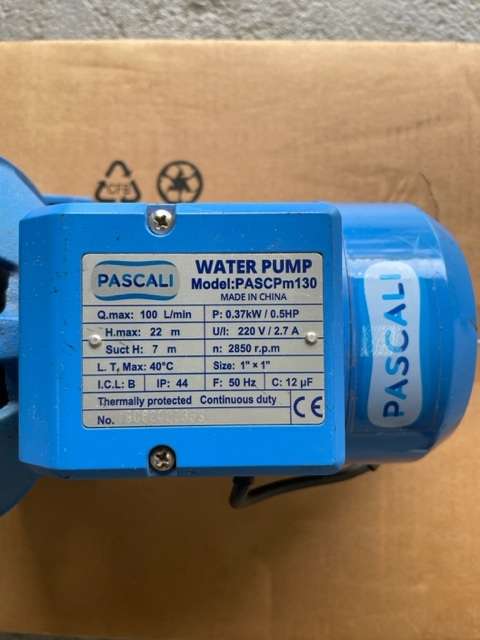 PASCALI
WATER PUMP
Model:PASCPm130
MADE IN CHINA
Q.max: 100 L/min P: 0.37kW / 0.5HP
H.max: 22 m U/I: 220 V / 2.7 A
Suct H: 7 m n: 2850 r.p.m
L. T, Max: 40°C Size: 1" × 1"
I.C.L: B IP: 44 F: 50 Hz C: 12 µF
Thermally protected Continuous duty CE
No.
PASCALI